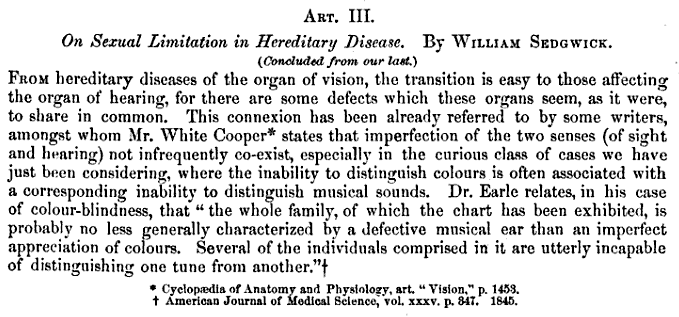 ART. III.
On Sexual Limitation in Hereditary Disease. By WILLIAM SEDGWICK.
(Concluded from our last.)
FROM hereditary diseases of the organ of vision, the transition is easy to those affecting
the organ of hearing, for there are some defects which these organs seem, as it were,
to share in common. This connexion has been already referred to by some writers,
amongst whom Mr. White Cooper* states that imperfection of the two senses (of sight
and hearing) not infrequently co-exist, especially in the curious class of cases we have
just been considering, where the inability to distinguish colours is often associated with
a corresponding inability to distinguish musical sounds. Dr. Earle relates, in his case
of colour-blindness, that “ the whole family, of which the chart has been exhibited, is
probably no less generally characterized by a defective musical ear than an imperfect
appreciation of colours. Several of the individuals comprised in it are utterly incapable
of distinguishing one tune from another.”†
* Cyclopædia of Anatomy and Physiology, art. “ Vision,” p. 1453.
† American Journal of Medical Science, vol. xxxv. p. 347. 1845.